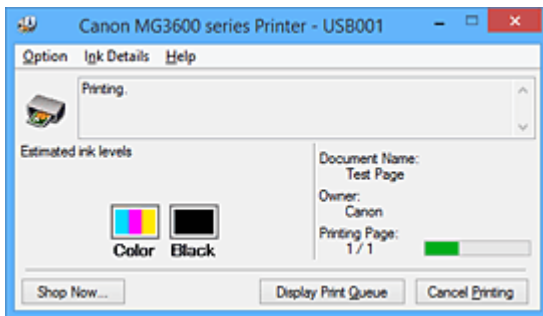 Canon MG3600 series Printer - USB001
Option Ink Details Help
Printing.
Estimated ink levels
Document Name:
Test Page
Owner:
Canon
Printing Page:
1 / 1
Color Black
Shop Now... Display Print Queue Cancel Printing